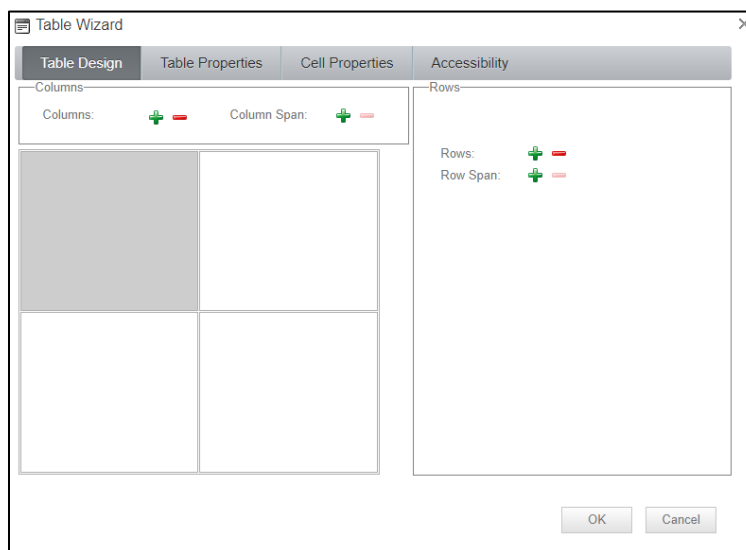 Table Wizard
Table Design Table Properties Cell Properties Accessibility
Columns
Columns: Column Span:
Rows
Rows:
Row Span:
OK Cancel